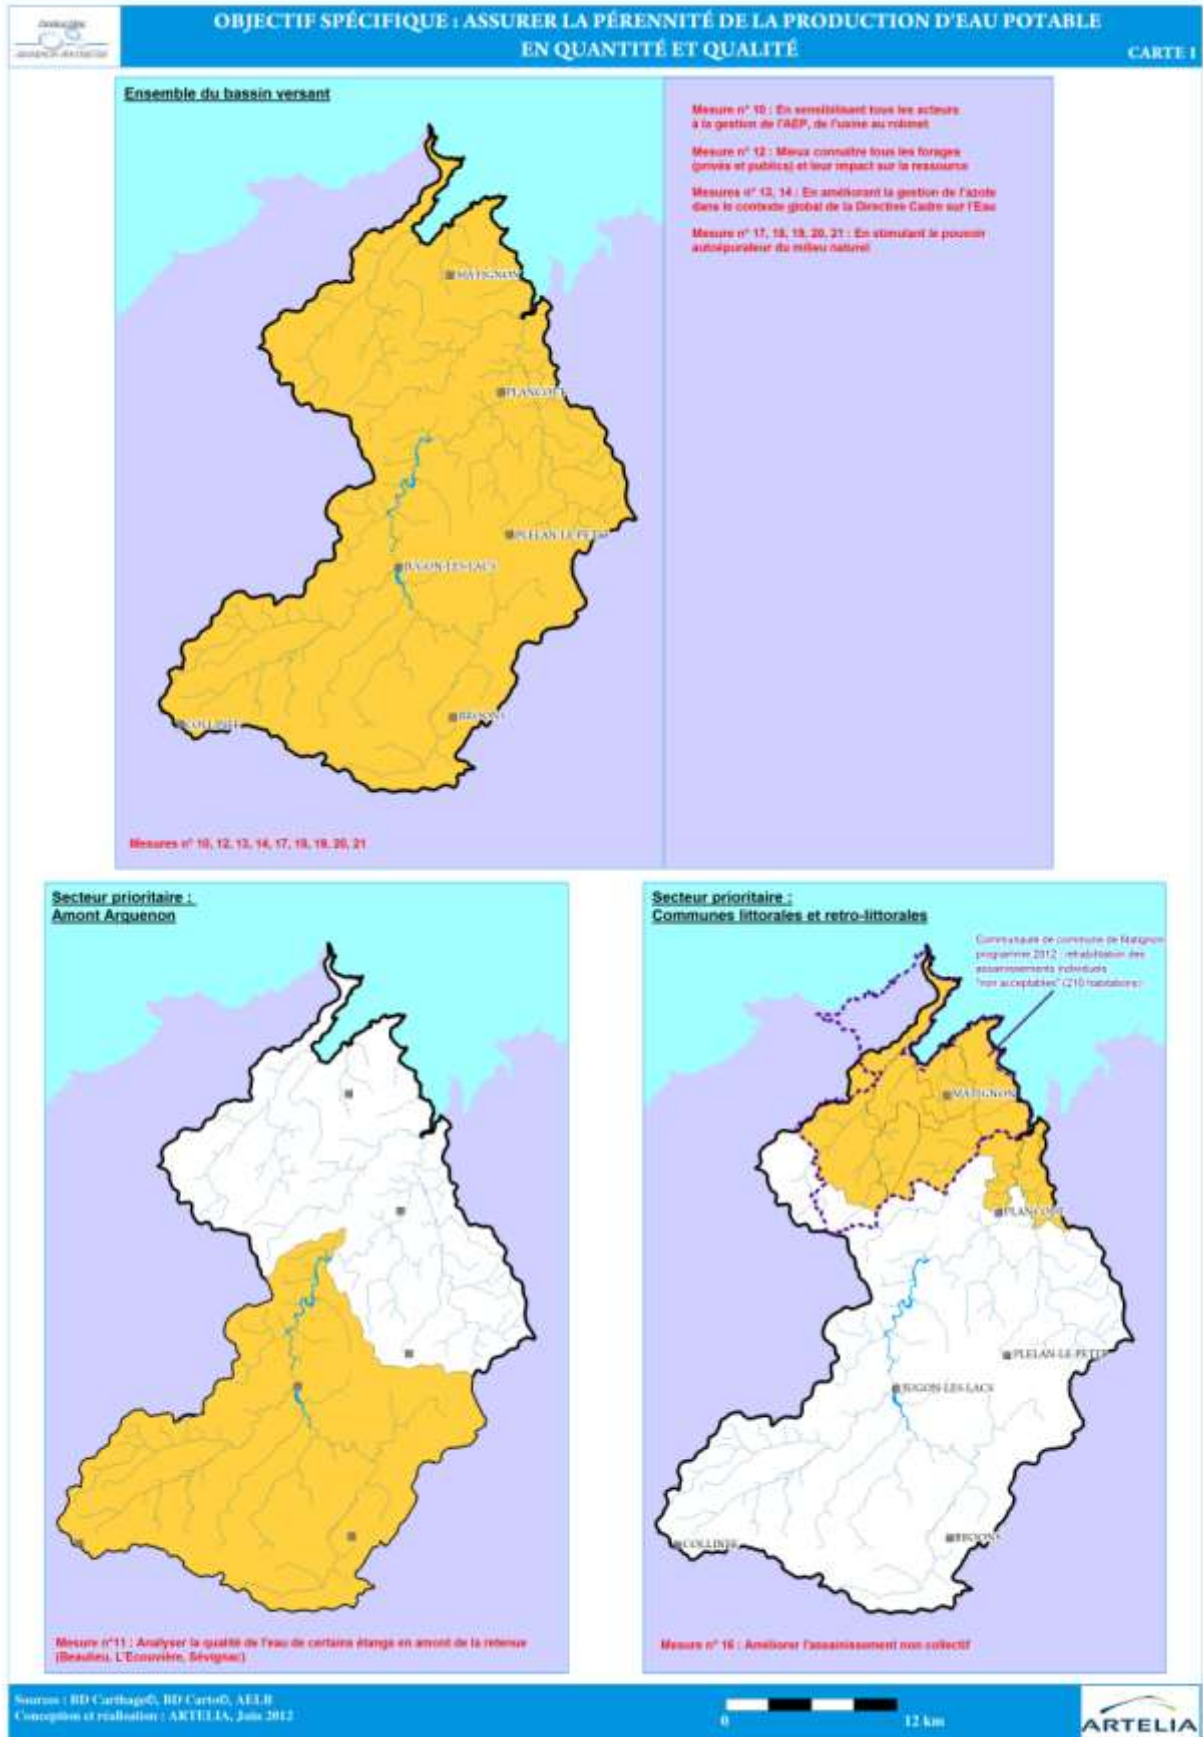 OBJECTIF SPÉCIFIQUE : ASSURER LA PÉRENNITÉ DE LA PRODUCTION D'EAU POTABLE
EN QUANTITÉ ET QUALITÉ
CARTE 1
Ensemble du bassin versant
MATIGNON
PLANCOET
PLELAN-LE-PETIT
JUGON-LES-LACS
COLLINEE
BROONS
Mesures n° 10, 12, 13, 14, 17, 18, 19, 20, 21
Mesure n° 10 : En sensibilisant tous les acteurs
à la gestion de l'AEP, de l'usine au robinet
Mesure n° 12 : Mieux connaître tous les forages
(privés et publics) et leur impact sur la ressource
Mesures n° 13, 14 : En améliorant la gestion de l'azote
dans le contexte global de la Directive Cadre sur l'Eau
Mesure n° 17, 18, 19, 20, 21 : En stimulant le pouvoir
autoépurateur du milieu naturel
Secteur prioritaire :
Amont Arguenon
Mesure n°11 : Analyser la qualité de l'eau de certains étangs en amont de la retenue
(Beaulieu, L'Ecouvière, Sévignac)
Secteur prioritaire :
Communes littorales et retro-littorales
Communauté de commune de Matignon
programme 2012 : réhabilitation des
assainissements individuels
"non acceptables" (210 habitations)
MATIGNON
PLANCOET
PLELAN-LE-PETIT
JUGON-LES-LACS
COLLINEE
BROONS
Mesure n° 16 : Améliorer l'assainissement non collectif
Sources : BD Carthage©, BD Carto©, AELB
Conception et réalisation : ARTELIA, Juin 2012
0 12 km
ARTELIA